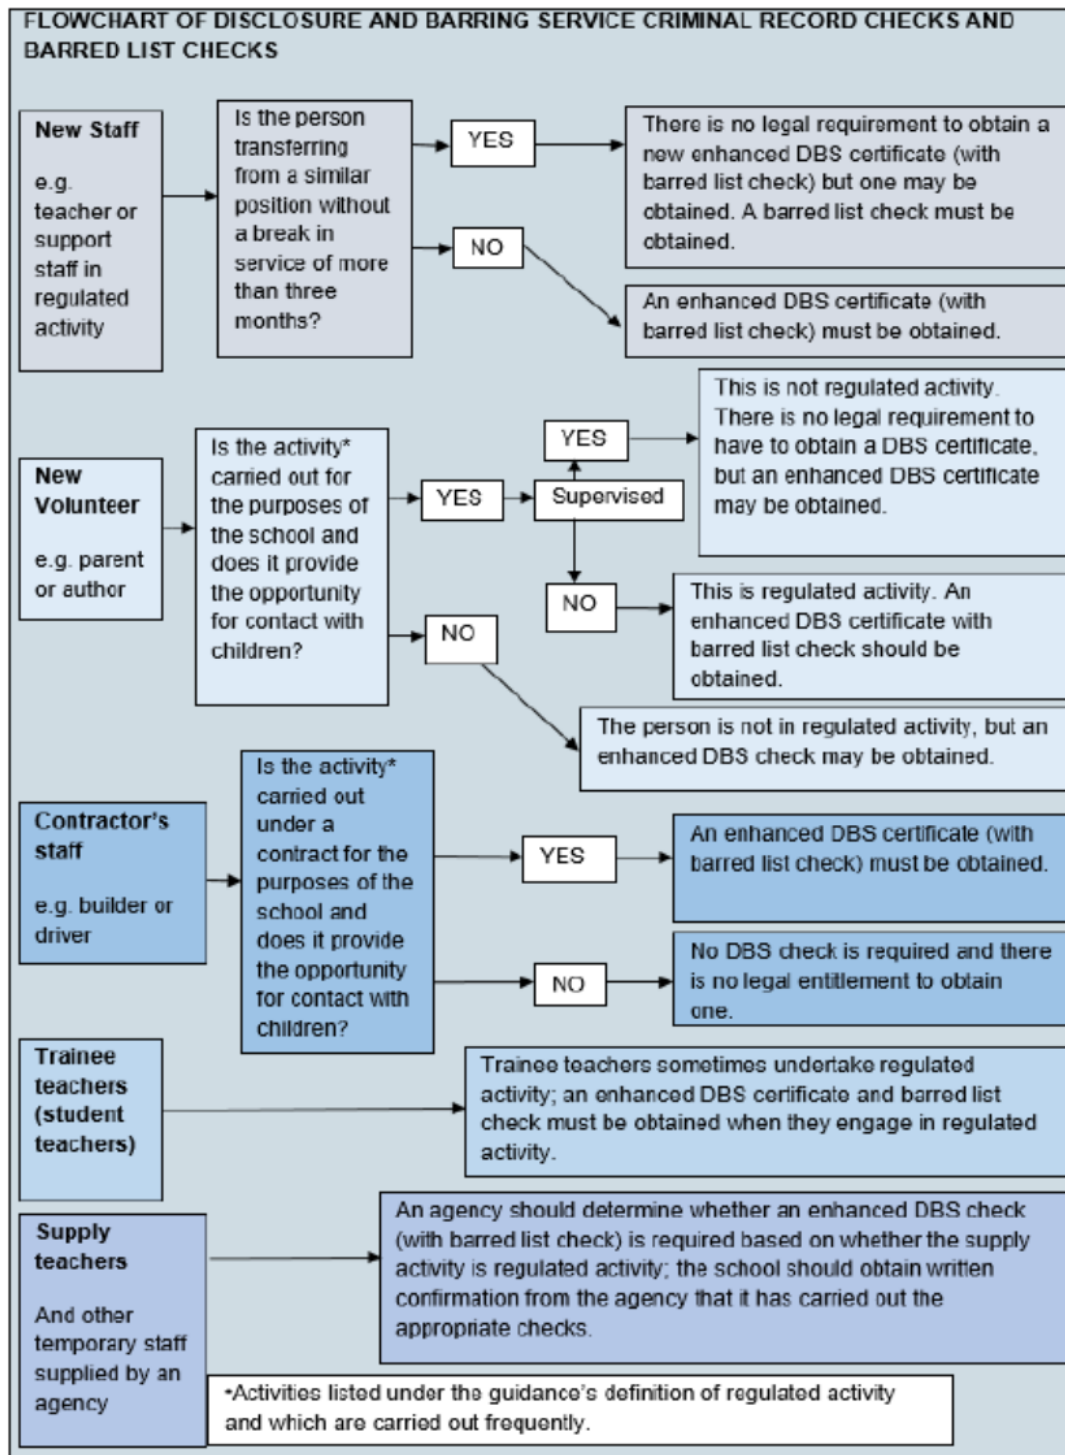 FLOWCHART OF DISCLOSURE AND BARRING SERVICE CRIMINAL RECORD CHECKS AND
BARRED LIST CHECKS
New Staff
e.g.
teacher or
support
staff in
regulated
activity
Is the person
transferring
from a similar
position without
a break in
service of more
than three
months?
YES
There is no legal requirement to obtain a
new enhanced DBS certificate (with
barred list check) but one may be
obtained. A barred list check must be
obtained.
NO
An enhanced DBS certificate (with
barred list check) must be obtained.
New
Volunteer
e.g. parent
or author
Is the activity*
carried out for
the purposes of
the school and
does it provide
the opportunity
for contact with
children?
YES
Supervised
YES
This is not regulated activity.
There is no legal requirement to
have to obtain a DBS certificate,
but an enhanced DBS certificate
may be obtained.
NO
This is regulated activity. An
enhanced DBS certificate with
barred list check should be
obtained.
NO
The person is not in regulated activity, but an
enhanced DBS check may be obtained.
Contractor's
staff
e.g. builder or
driver
Is the activity*
carried out
under a
contract for the
purposes of the
school and
does it provide
the opportunity
for contact with
children?
YES
An enhanced DBS certificate (with
barred list check) must be obtained.
NO
No DBS check is required and there
is no legal entitlement to obtain
one.
Trainee
teachers
(student
teachers)
Trainee teachers sometimes undertake regulated
activity; an enhanced DBS certificate and barred list
check must be obtained when they engage in regulated
activity.
Supply
teachers
And other
temporary staff
supplied by an
agency
An agency should determine whether an enhanced DBS check
(with barred list check) is required based on whether the supply
activity is regulated activity; the school should obtain written
confirmation from the agency that it has carried out the
appropriate checks.
*Activities listed under the guidance's definition of regulated activity
and which are carried out frequently.